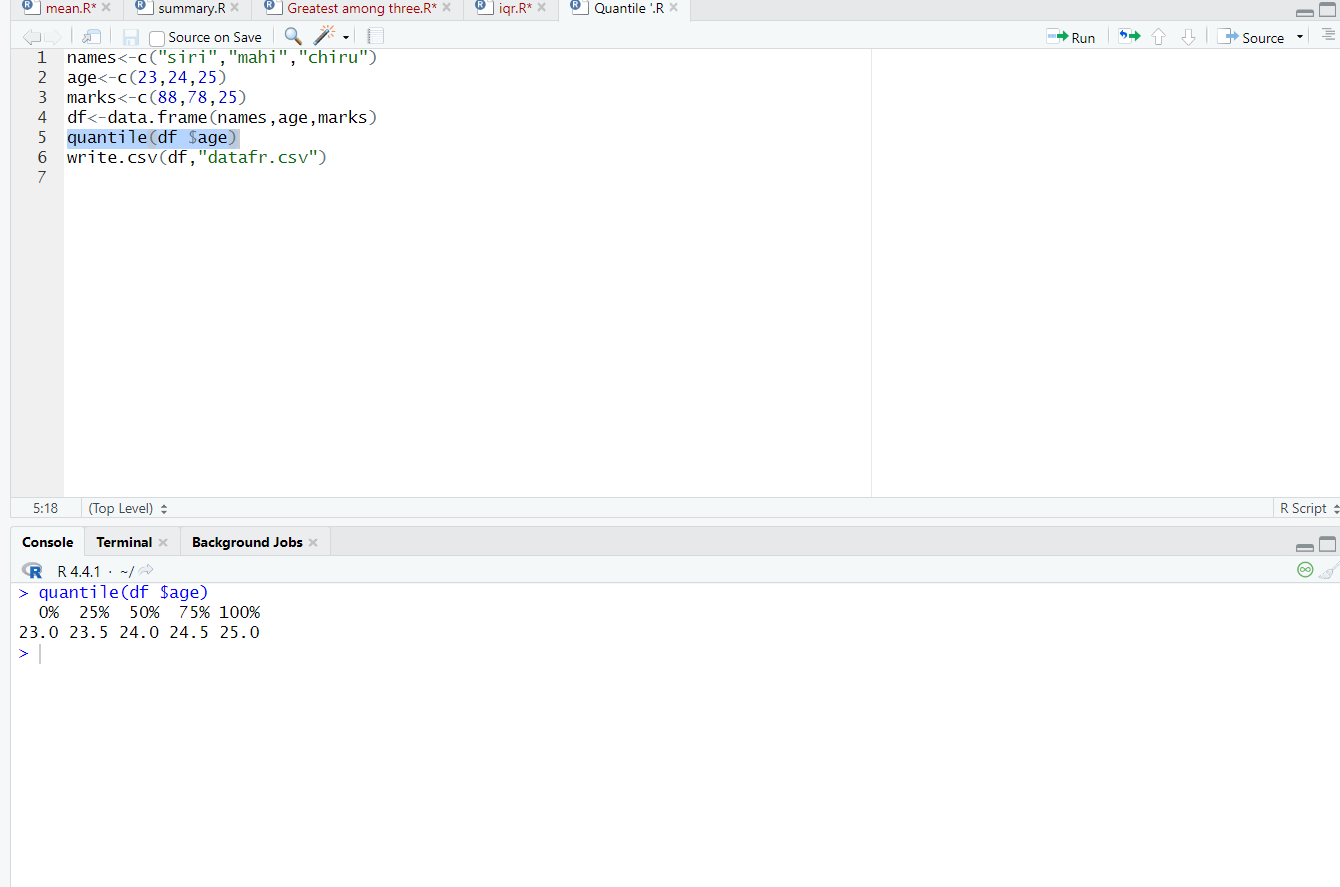 mean.R* summary.R Greatest among three.R* iqr.R* Quantile '.R
Source on Save Run Source
1 names<-c("siri","mahi","chiru")
2 age<-c(23,24,25)
3 marks<-c(88,78,25)
4 df<-data.frame(names,age,marks)
5 quantile(df $age)
6 write.csv(df,"datafr.csv")
7
5:18 (Top Level) R Script
Console Terminal Background Jobs
R R 4.4.1 · ~/
> quantile(df $age)
0% 25% 50% 75% 100%
23.0 23.5 24.0 24.5 25.0
>